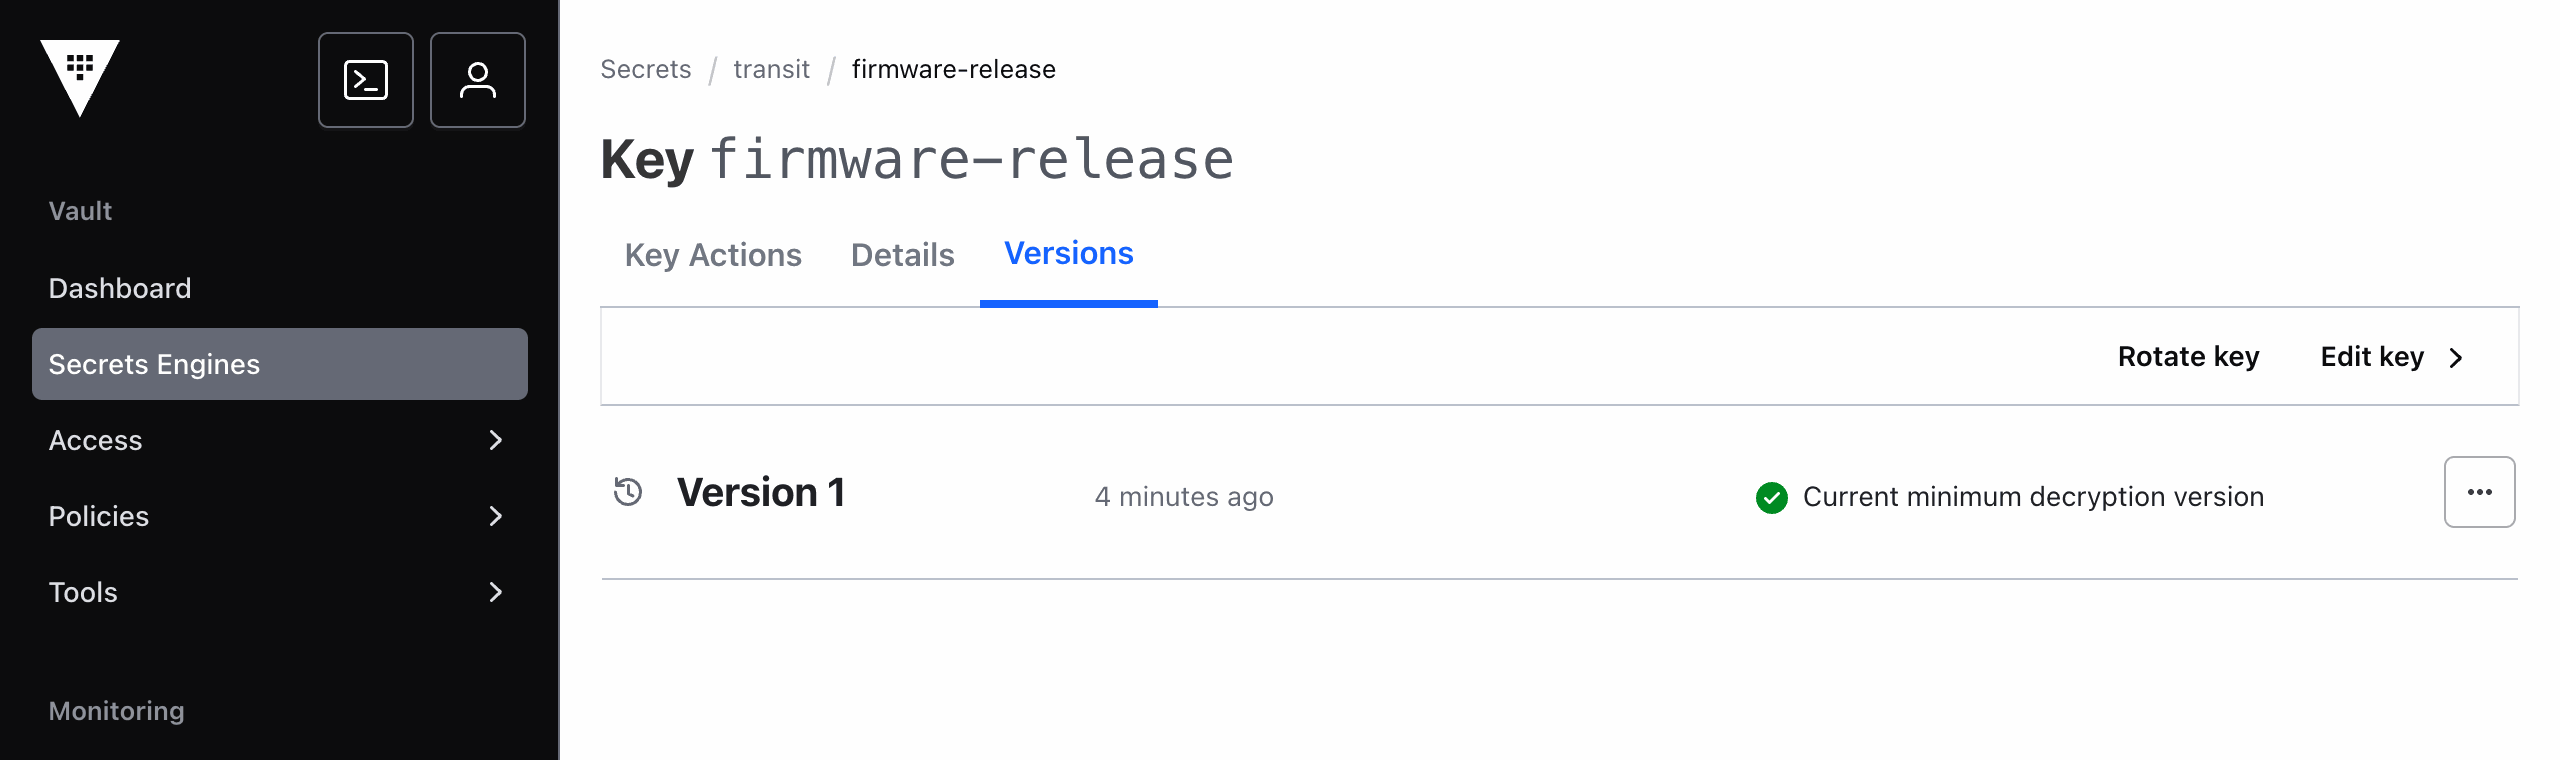 Vault
Dashboard
Secrets Engines
Access
Policies
Tools
Monitoring
Secrets / transit / firmware-release
Key firmware-release
Key Actions Details Versions
Rotate key Edit key
Version 1 4 minutes ago Current minimum decryption version